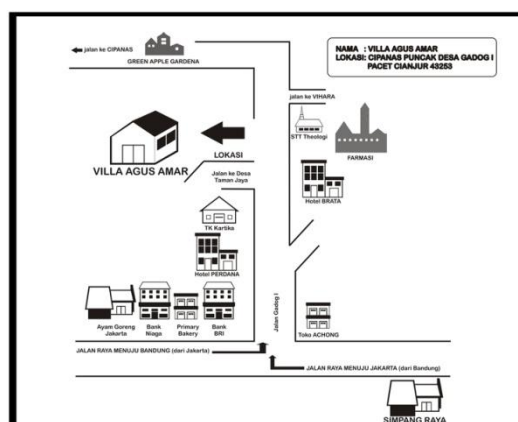 jalan ke CIPANAS
GREEN APPLE GARDENA
NAMA : VILLA AGUS AMAR
LOKASI: CIPANAS PUNCAK DESA GADOG I
PACET CIANJUR 43253
jalan ke VIHARA
STT Theologi
FARMASI
LOKASI
VILLA AGUS AMAR
Jalan ke Desa
Taman Jaya
Hotel BRATA
TK Kartika
Hotel PERDANA
Jalan Gadog I
Ayam Goreng
Jakarta
Bank
Niaga
Primary
Bakery
Bank
BRI
Toko ACHONG
JALAN RAYA MENUJU BANDUNG (dari Jakarta)
JALAN RAYA MENUJU JAKARTA (dari Bandung)
SIMPANG RAYA